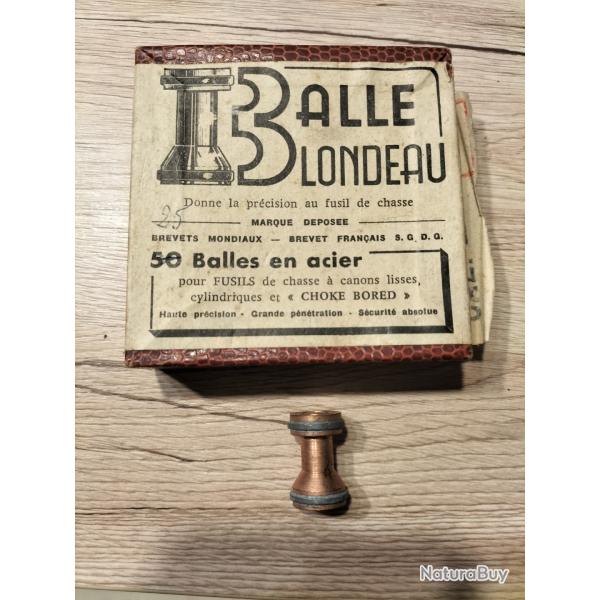 BALLE
BLONDEAU
Donne la précision au fusil de chasse
25
MARQUE DEPOSEE
BREVETS MONDIAUX — BREVET FRANÇAIS S. G. D. G.
50 Balles en acier
pour FUSILS de chasse à canons lisses,
cylindriques et « CHOKE BORED »
Haute précision - Grande pénétration - Sécurité absolue
NaturaBuy